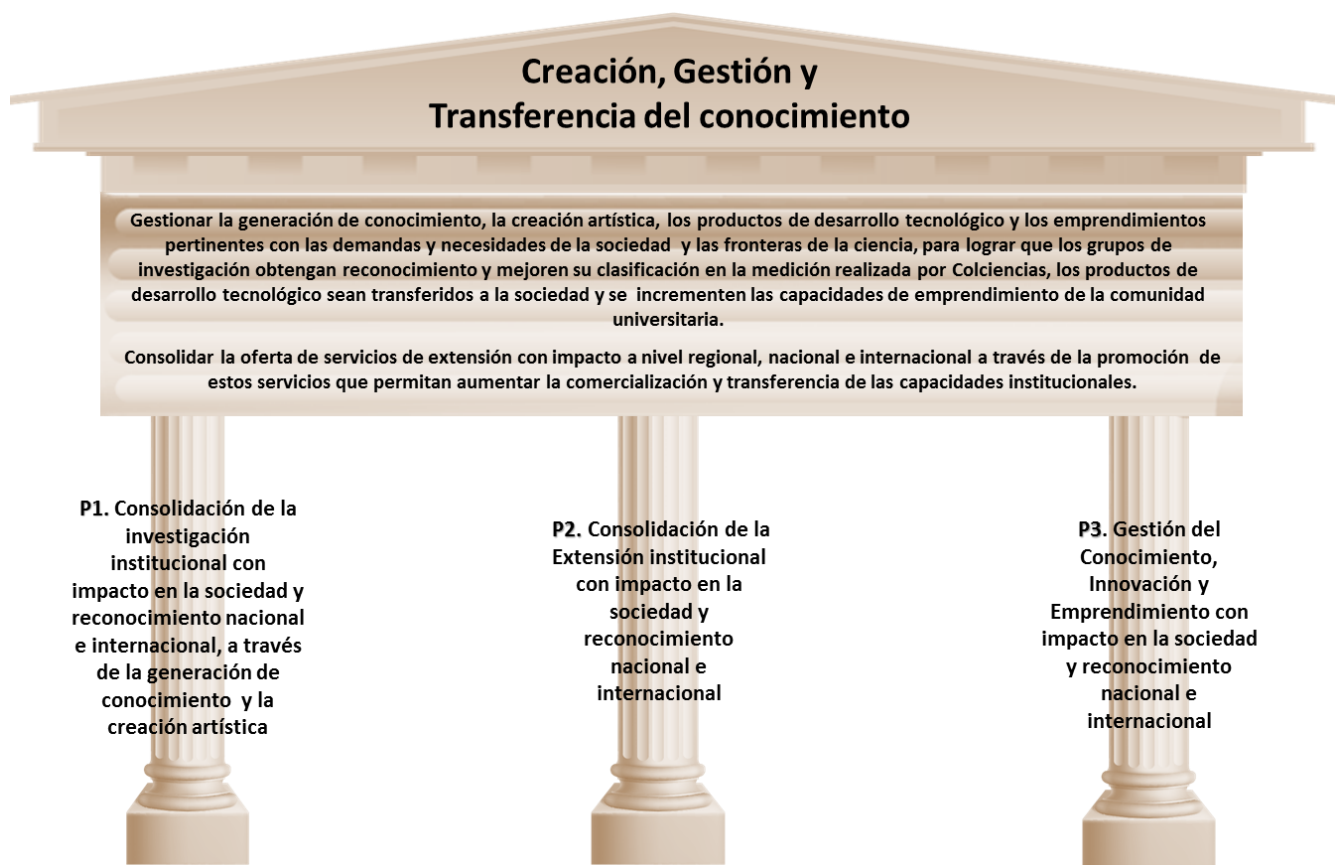 Creación, Gestión y
Transferencia del conocimiento
Gestionar la generación de conocimiento, la creación artística, los productos de desarrollo tecnológico y los emprendimientos
pertinentes con las demandas y necesidades de la sociedad y las fronteras de la ciencia, para lograr que los grupos de
investigación obtengan reconocimiento y mejoren su clasificación en la medición realizada por Colciencias, los productos de
desarrollo tecnológico sean transferidos a la sociedad y se incrementen las capacidades de emprendimiento de la comunidad
universitaria.
Consolidar la oferta de servicios de extensión con impacto a nivel regional, nacional e internacional a través de la promoción de
estos servicios que permitan aumentar la comercialización y transferencia de las capacidades institucionales.
P1. Consolidación de la
investigación
institucional con
impacto en la sociedad y
reconocimiento nacional
e internacional, a través
de la generación de
conocimiento y la
creación artística
P2. Consolidación de la
Extensión institucional
con impacto en la
sociedad y
reconocimiento
nacional e
internacional
P3. Gestión del
Conocimiento,
Innovación y
Emprendimiento con
impacto en la sociedad
y reconocimiento
nacional e
internacional